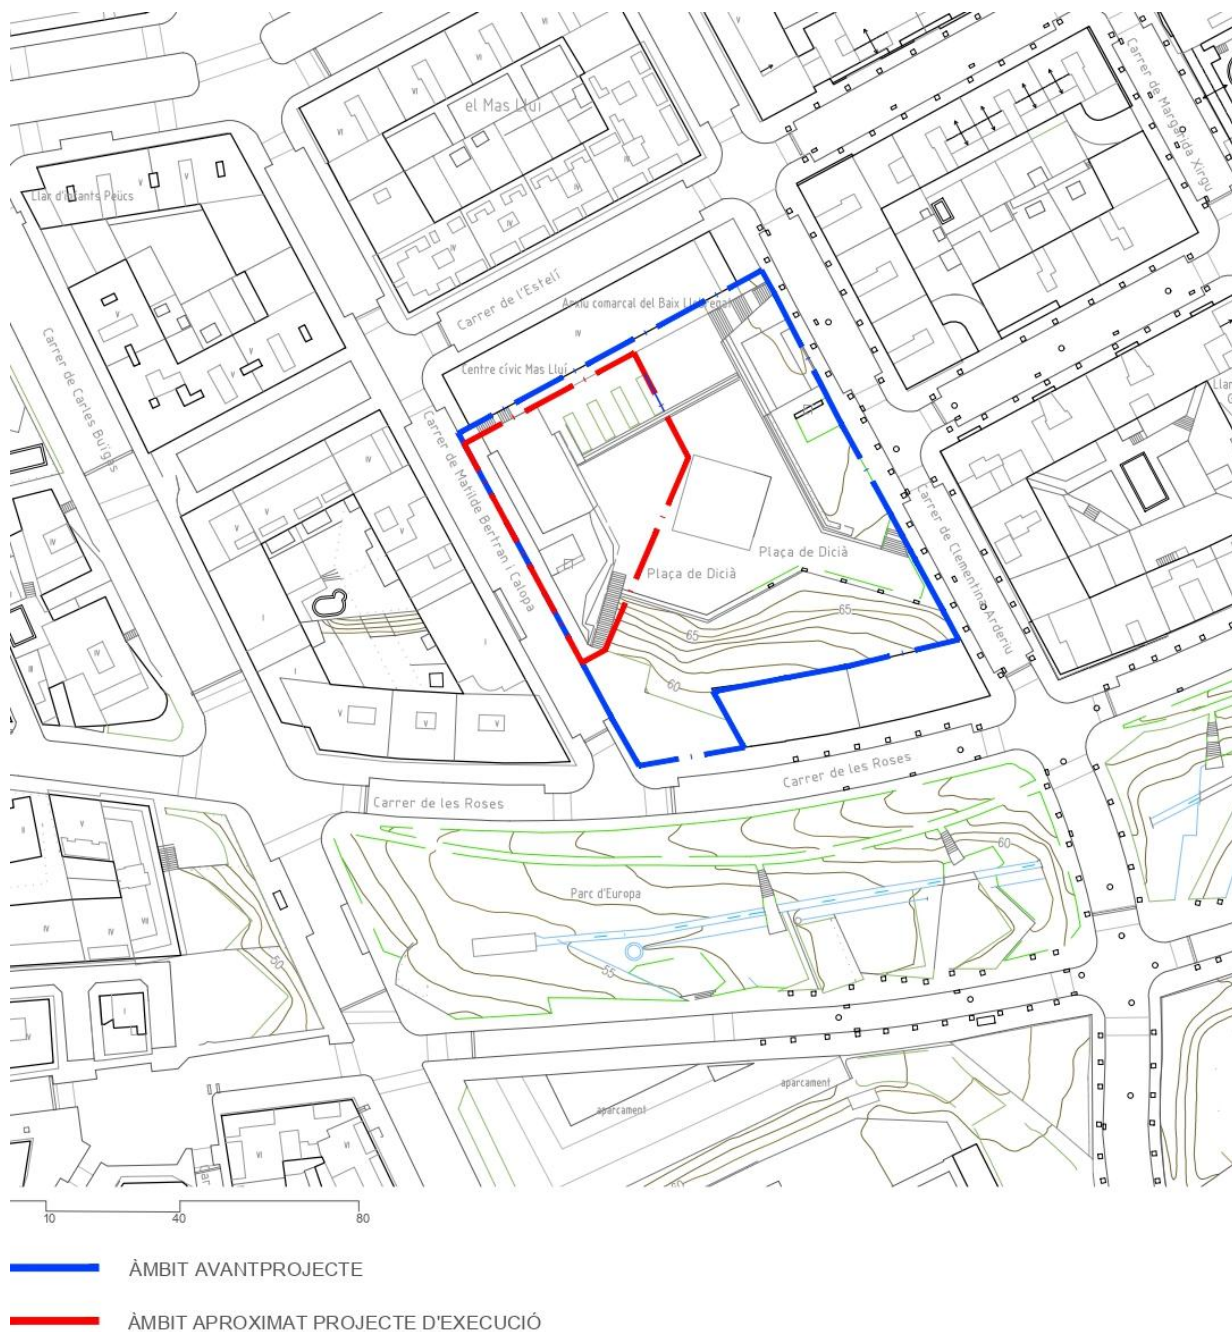 el Mas Lluí
Carrer de Margarida Xirgu
Llar d'infants Peücs
Carrer de l'Estelí
Arxiu comarcal del Baix Llobregat
Centre cívic Mas Lluí
Carrer de Carles Buïgas
Carrer de Matilde Bertran i Calopa
Carrer de Clementina Arderiu
Plaça de Dicià
Plaça de Dicià
65
65
60
Carrer de les Roses
Carrer de les Roses
60
Parc d'Europa
50
55
aparcament
aparcament
10 40 80
ÀMBIT AVANTPROJECTE
ÀMBIT APROXIMAT PROJECTE D'EXECUCIÓ